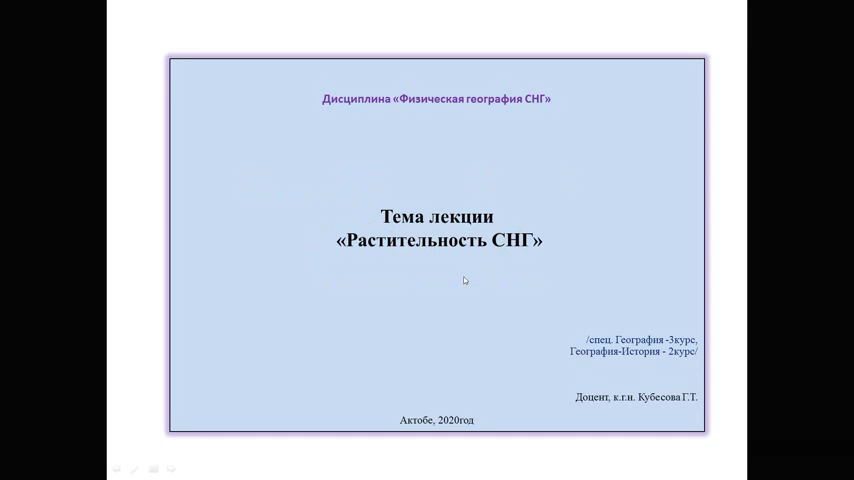 Дисциплина «Физическая география СНГ»
Тема лекции
«Растительность СНГ»
/спец. География -3курс,
География-История - 2курс/
Доцент, к.г.н. Кубесова Г.Т.
Актобе, 2020год